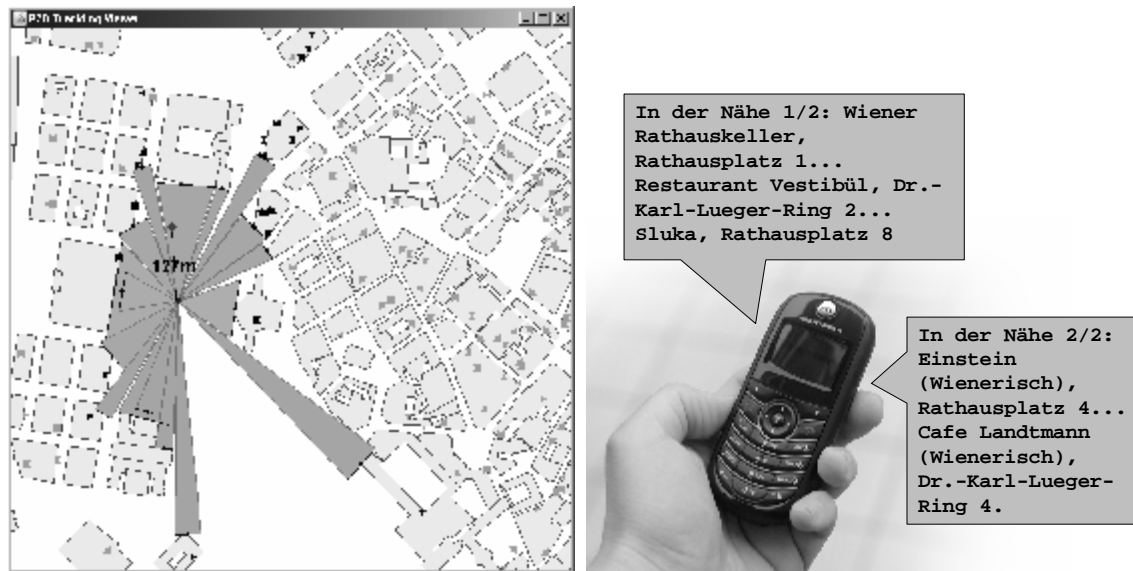 Tracking Viewer
127m
In der Nähe 1/2: Wiener
Rathauskeller,
Rathausplatz 1...
Restaurant Vestibül, Dr.-
Karl-Lueger-Ring 2...
Sluka, Rathausplatz 8
In der Nähe 2/2:
Einstein
(Wienerisch),
Rathausplatz 4...
Cafe Landtmann
(Wienerisch),
Dr.-Karl-Lueger-
Ring 4.